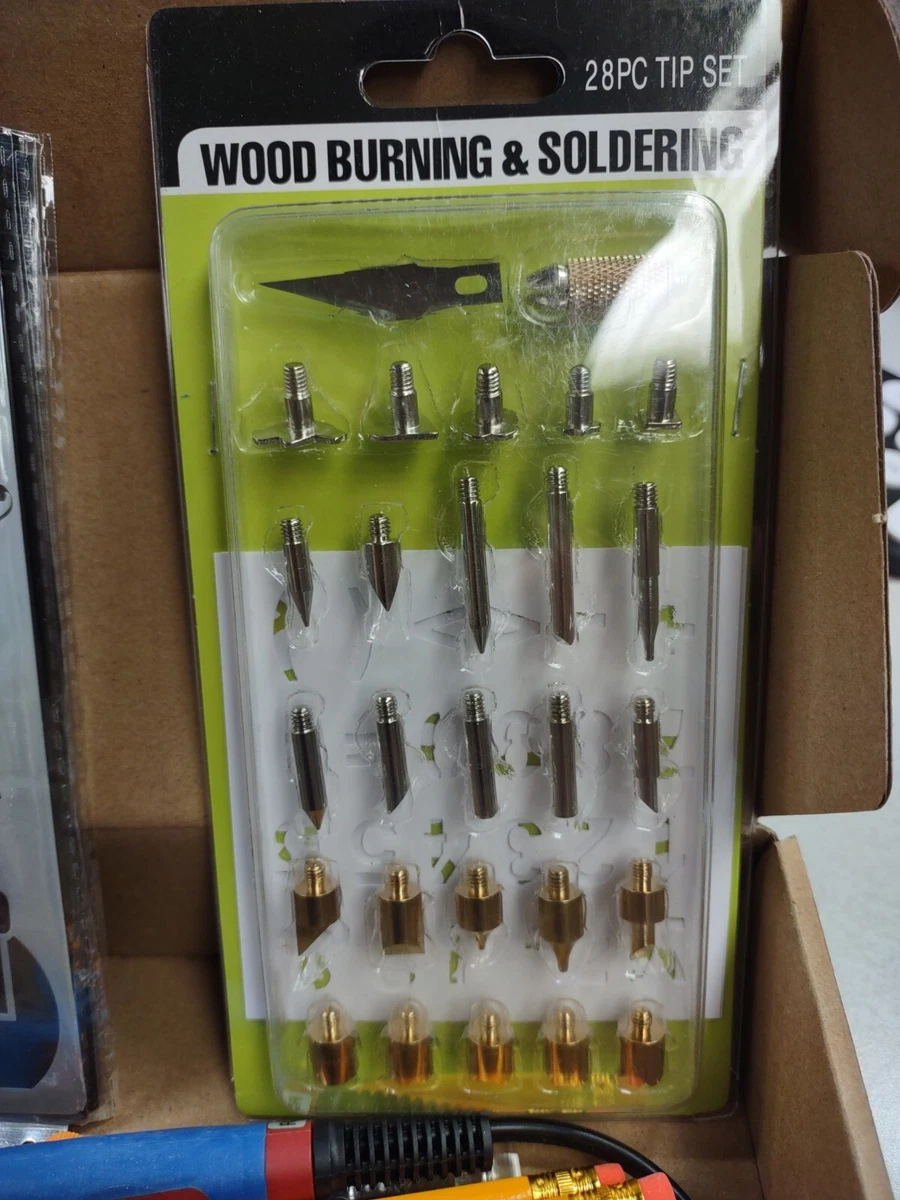 28PC TIP SET
WOOD BURNING & SOLDERING